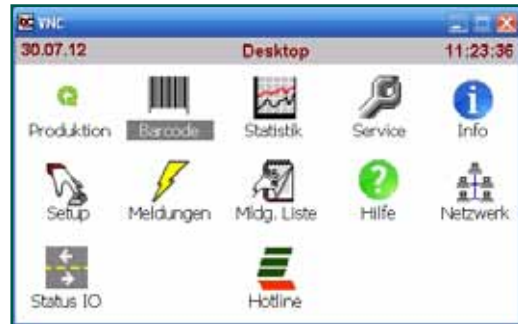 VNC
30.07.12 Desktop 11:23:36
Produktion Barcode Statistik Service Info
Setup Meldungen Mldg. Liste Hilfe Netzwerk
Status IO Hotline